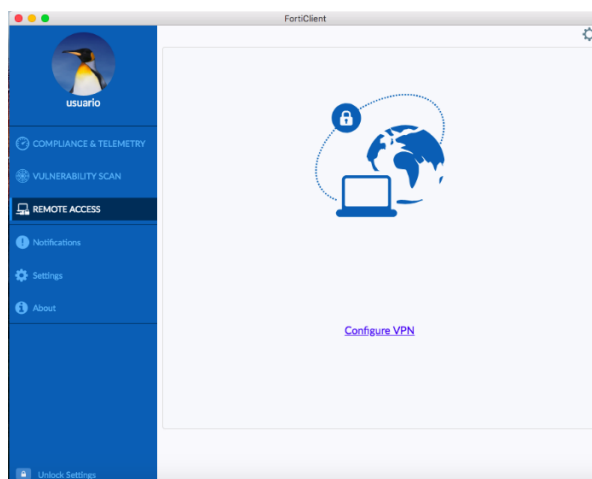 FortiClient
usuario
COMPLIANCE & TELEMETRY
VULNERABILITY SCAN
REMOTE ACCESS
Notifications
Settings
About
Configure VPN
Unlock Settings